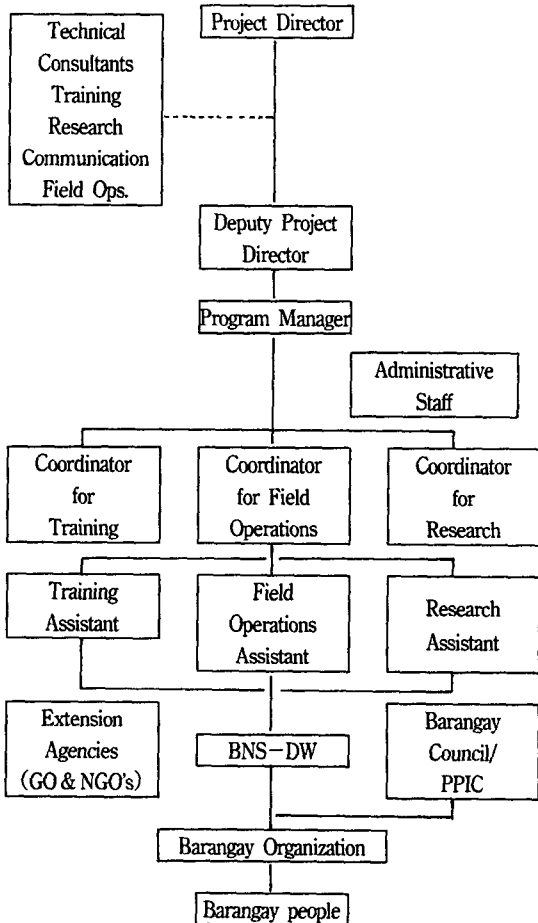 Project Director
Technical
Consultants
Training
Research
Communication
Field Ops.
Deputy Project
Director
Program Manager
Administrative
Staff
Coordinator
for
Training
Coordinator
for Field
Operations
Coordinator
for
Research
Training
Assistant
Field
Operations
Assistant
Research
Assistant
Extension
Agencies
(GO & NGO's)
BNS-DW
Barangay
Council/
PPIC
Barangay Organization
Barangay people